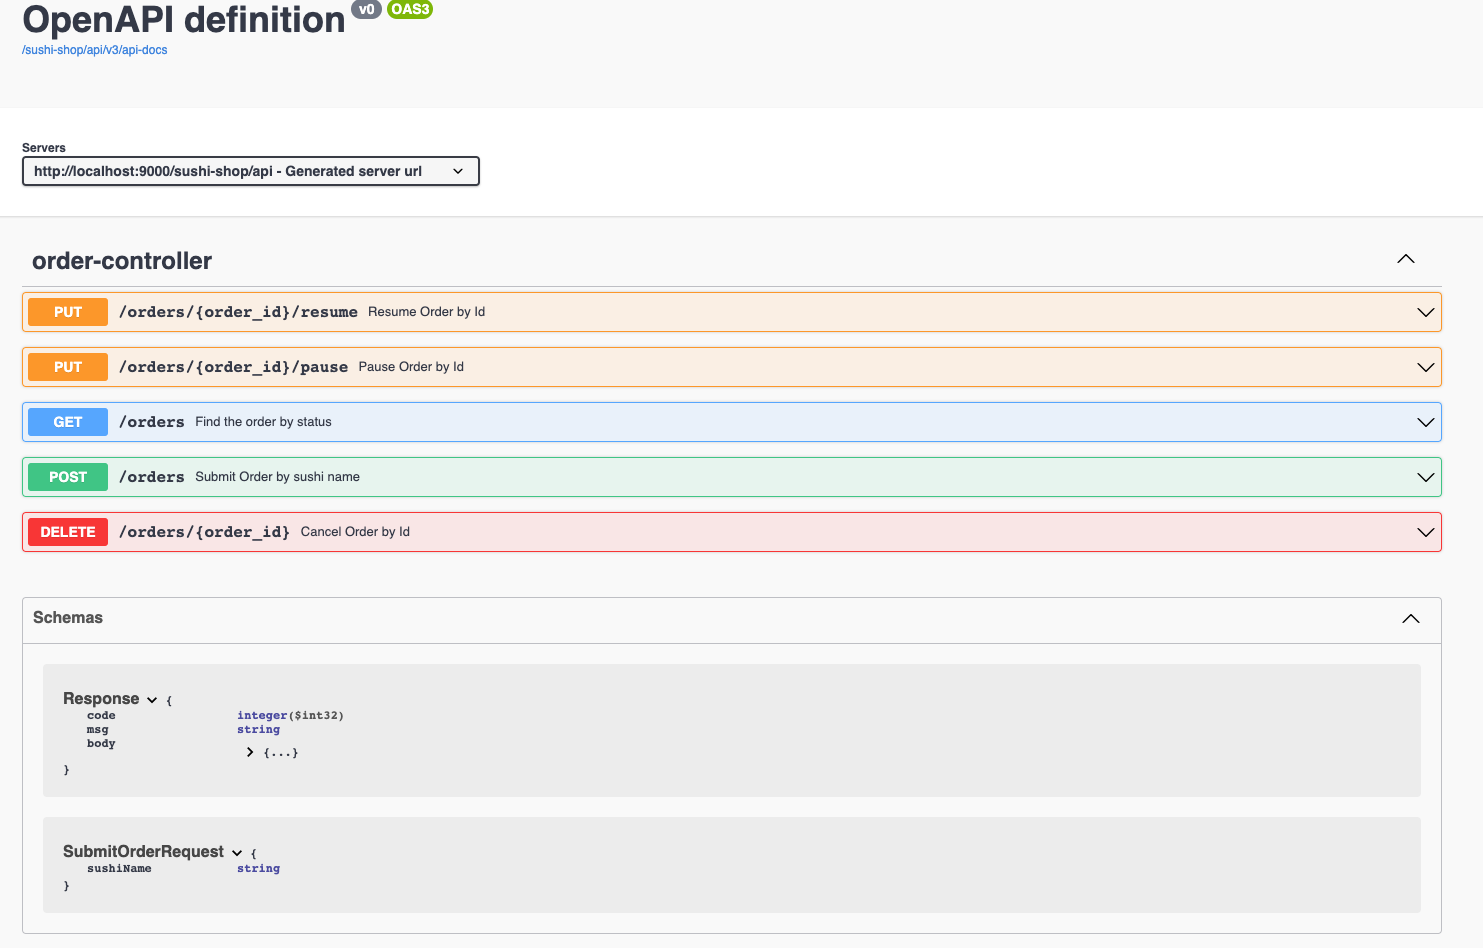 OpenAPI definition v0 OAS3
/sushi-shop/api/v3/api-docs
Servers
http://localhost:9000/sushi-shop/api - Generated server url
order-controller
PUT /orders/{order_id}/resume Resume Order by Id
PUT /orders/{order_id}/pause Pause Order by Id
GET /orders Find the order by status
POST /orders Submit Order by sushi name
DELETE /orders/{order_id} Cancel Order by Id
Schemas
Response {
code integer($int32)
msg string
body
{...}
}
SubmitOrderRequest {
sushiName string
}